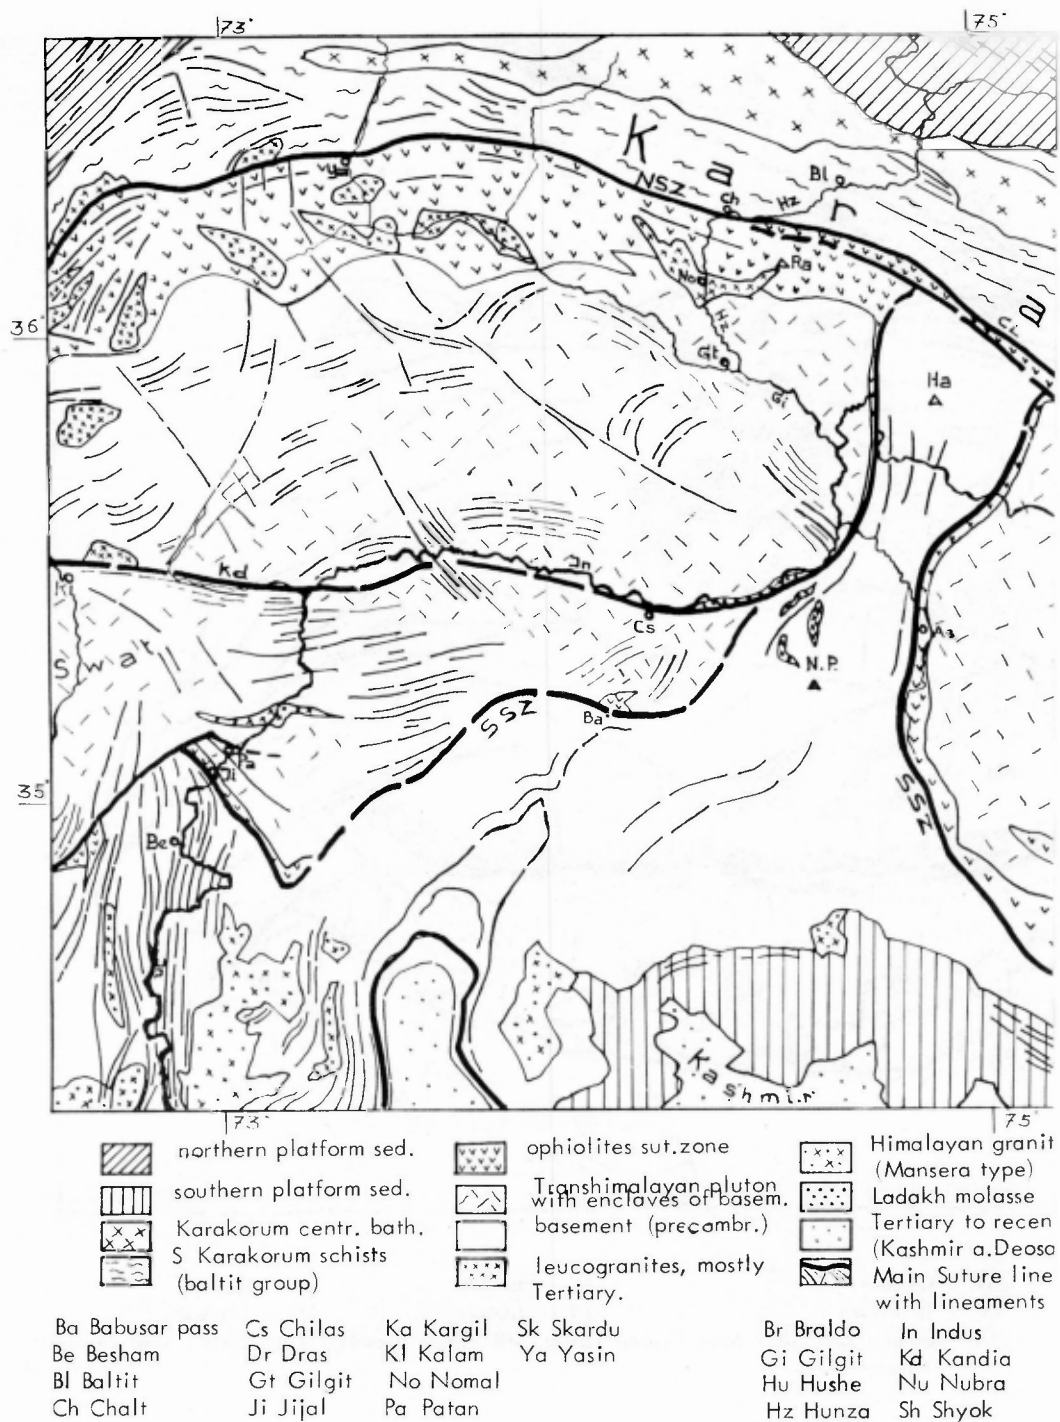 73°
75°
K
a
r
a
NSZ
Ch
Hz
Bl
Ya
Ra
No
Hz
Gt
Gi
Ci
Ha
36°
Kd
In
Cs
Kl
Swat
As
N.P.
SSZ
Ba
Pa
Ji
35°
SSZ
Be
Kashmir
73°
75°
northern platform sed.
southern platform sed.
Karakorum centr. bath.
S Karakorum schists
(baltit group)
ophiolites sut.zone
Transhimalayan pluton
with enclaves of basem.
basement (precambr.)
leucogranites, mostly
Tertiary.
Himalayan granit
(Mansera type)
Ladakh molasse
Tertiary to recen
(Kashmir a.Deosa
Main Suture line
with lineaments
Ba Babusar pass
Be Besham
Bl Baltit
Ch Chalt
Cs Chilas
Dr Dras
Gt Gilgit
Ji Jijal
Ka Kargil
Kl Kalam
No Nomal
Pa Patan
Sk Skardu
Ya Yasin
Br Braldo
Gi Gilgit
Hu Hushe
Hz Hunza
In Indus
Kd Kandia
Nu Nubra
Sh Shyok